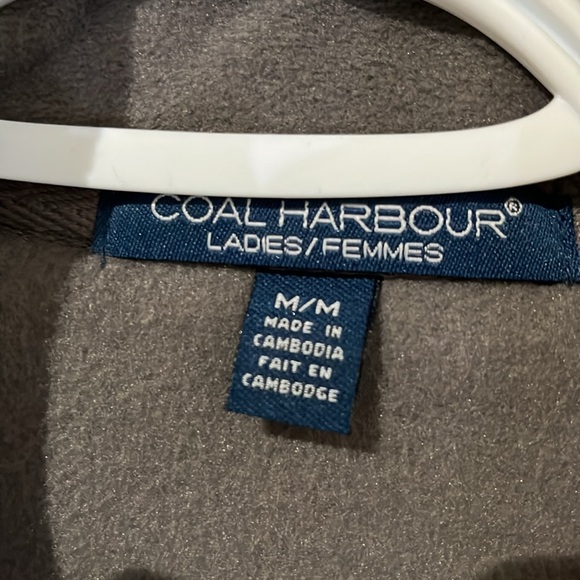 COAL HARBOUR®
LADIES/FEMMES
M/M
MADE IN
CAMBODIA
FAIT EN
CAMBODGE